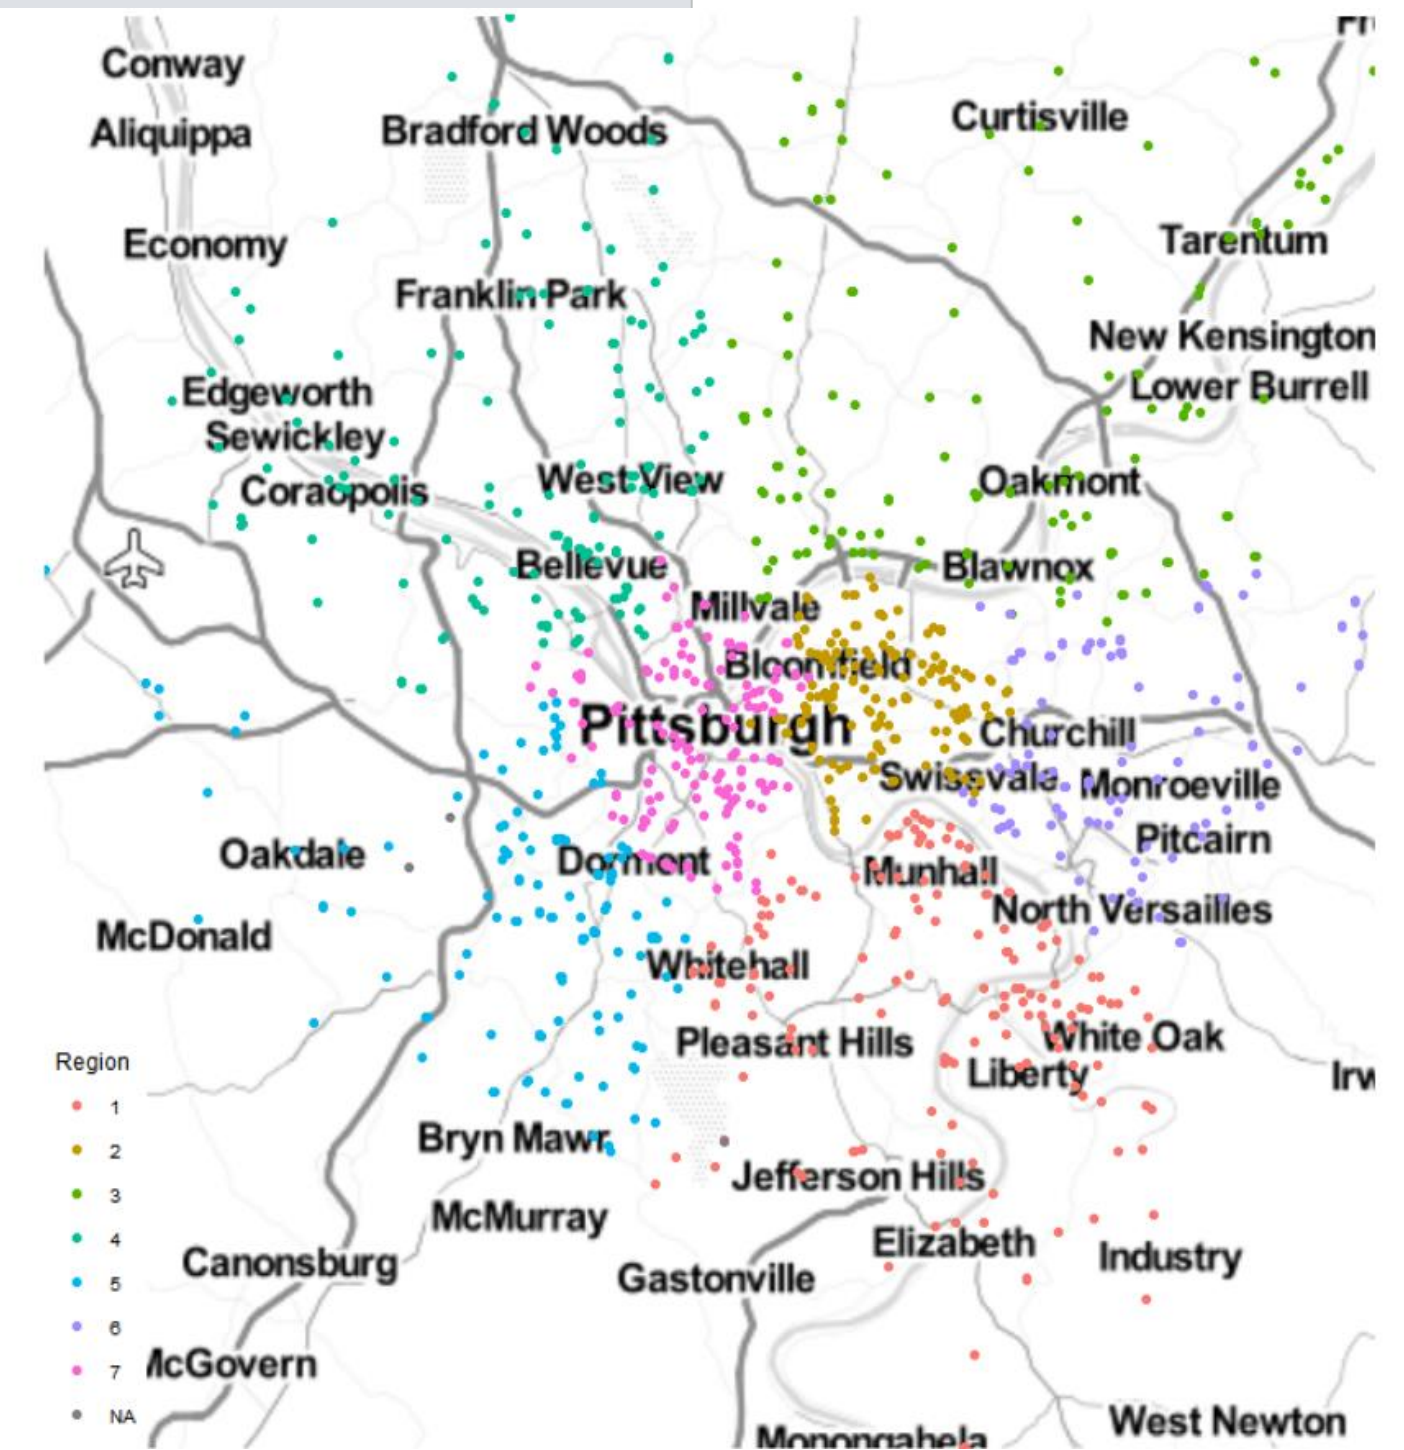 Conway
Curtisville
Bradford Woods
Aliquippa
Tarentum
Economy
Franklin Park
New Kensington
Lower Burrell
Edgeworth
Sewickley
West View
Oakmont
Coraopolis
Bellevue
Blawnox
Millvale
Bloomfield
Pittsburgh
Churchill
Swissvale
Monroeville
Pitcairn
Oakdale
Dormont
Munhall
North Versailles
McDonald
Whitehall
White Oak
Pleasant Hills
Liberty
Irw
Bryn Mawr
Jefferson Hills
McMurray
Elizabeth
Industry
Canonsburg
Gastonville
McGovern
West Newton
Monongahela
Region
1
2
3
4
5
6
7
NA